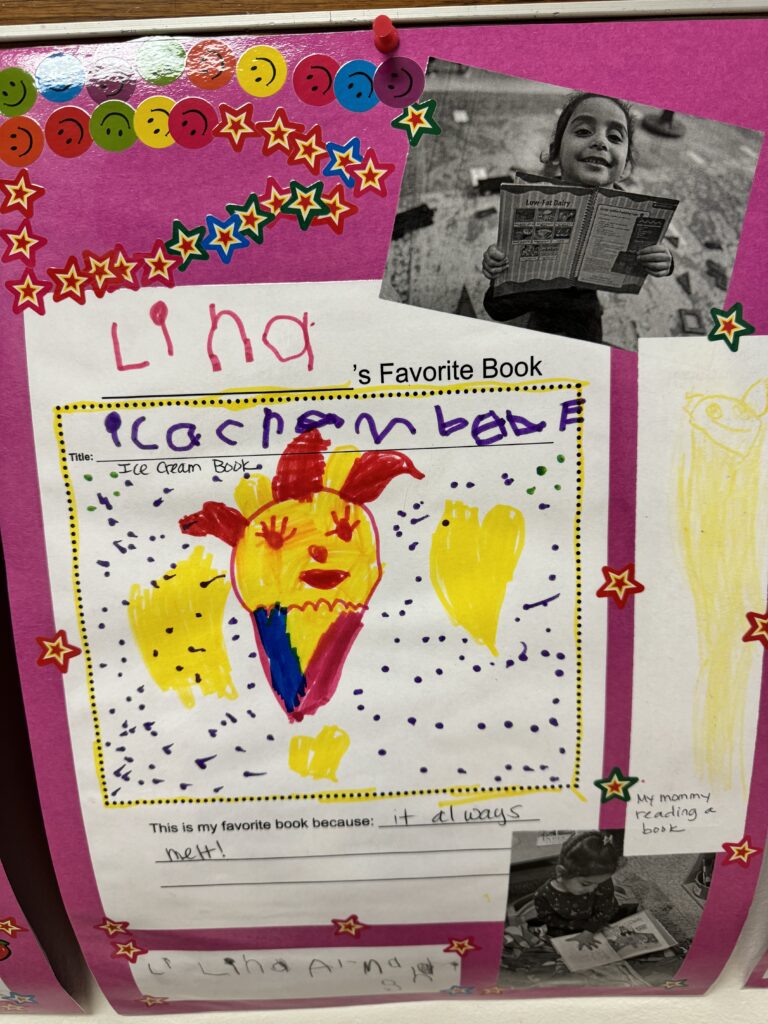 Low-Fat Dairy
Lina
's Favorite Book
Title:
Ice Cream Book
My mommy
reading a
book
This is my favorite book because: it always
melt!
Lina